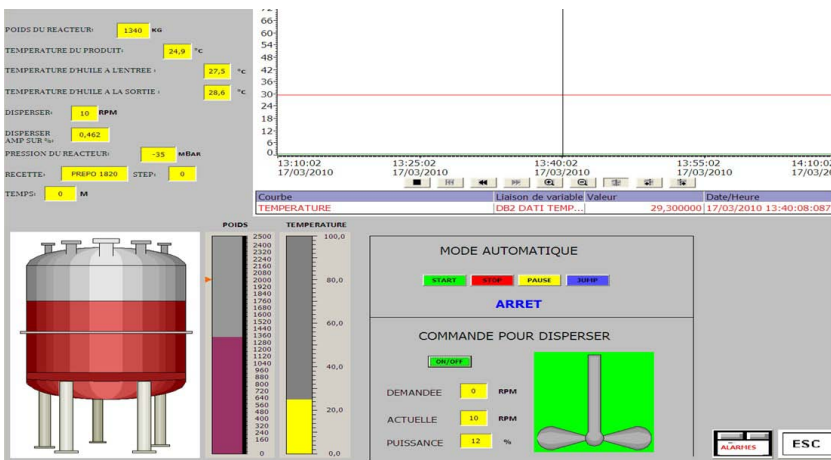 POIDS DU REACTEUR: 1340 KG
TEMPERATURE DU PRODUIT: 24,9 °C
TEMPERATURE D'HUILE A L'ENTREE : 27,5 °C
TEMPERATURE D'HUILE A LA SORTIE : 28,6 °C
DISPERSER: 10 RPM
DISPERSER
AMP SUR %: 0,462
PRESSION DU REACTEUR: -35 MBAR
RECETTE: PREPO 1820 STEP: 0
TEMPS: 0 M
66
60
54
48
42
36
30
24
18
12
6
0
13:10:02 13:25:02 13:40:02 13:55:02 14:10:0
17/03/2010 17/03/2010 17/03/2010 17/03/2010 17/03/20
Courbe Liaison de variable Valeur Date/Heure
TEMPERATURE DB2 DATI TEMP... 29,300000 17/03/2010 13:40:08:087
POIDS TEMPERATURE
2500
2400
2320
2240
2160
2080
2000
1920
1840
1760
1680
1600
1520
1440
1360
1280
1200
1120
1040
960
880
800
720
640
560
480
400
320
240
160
0
100,0
80,0
60,0
40,0
20,0
0,0
MODE AUTOMATIQUE
START STOP PAUSE JUMP
ARRET
COMMANDE POUR DISPERSER
ON/OFF
DEMANDEE 0 RPM
ACTUELLE 10 RPM
PUISSANCE 12 %
ALARMES ESC